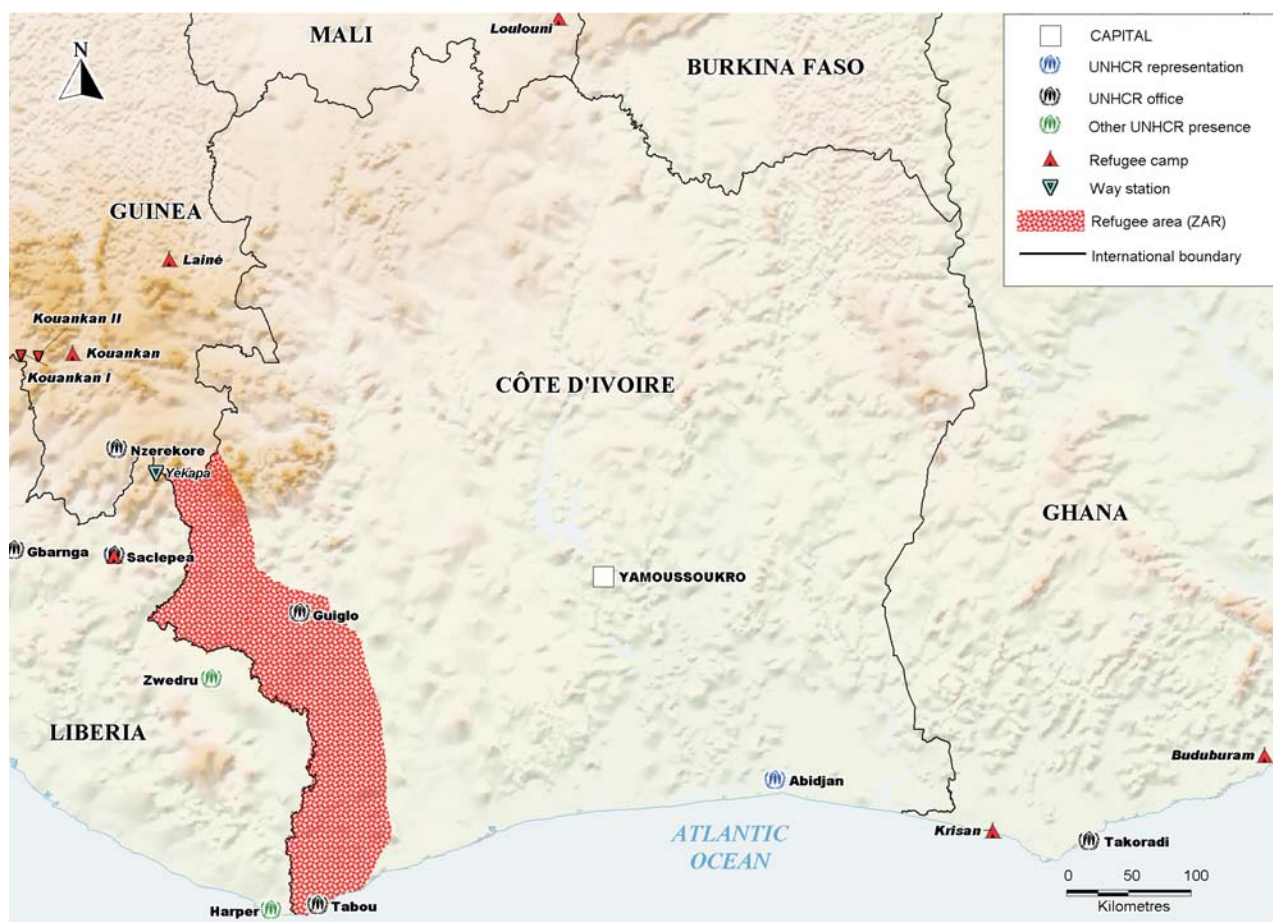 MALI
Loulouni
BURKINA FASO
N
GUINEA
Lainé
Kouankan II
Kouankan
Kouankan I
CÔTE D'IVOIRE
Nzerekore
Yekapa
GHANA
Gbarnga
Saclepea
YAMOUSSOUKRO
Guiglo
Zwedru
LIBERIA
Buduburam
Abidjan
ATLANTIC
OCEAN
Krisan
Takoradi
Harper
Tabou
CAPITAL
UNHCR representation
UNHCR office
Other UNHCR presence
Refugee camp
Way station
Refugee area (ZAR)
International boundary
0 50 100
Kilometres